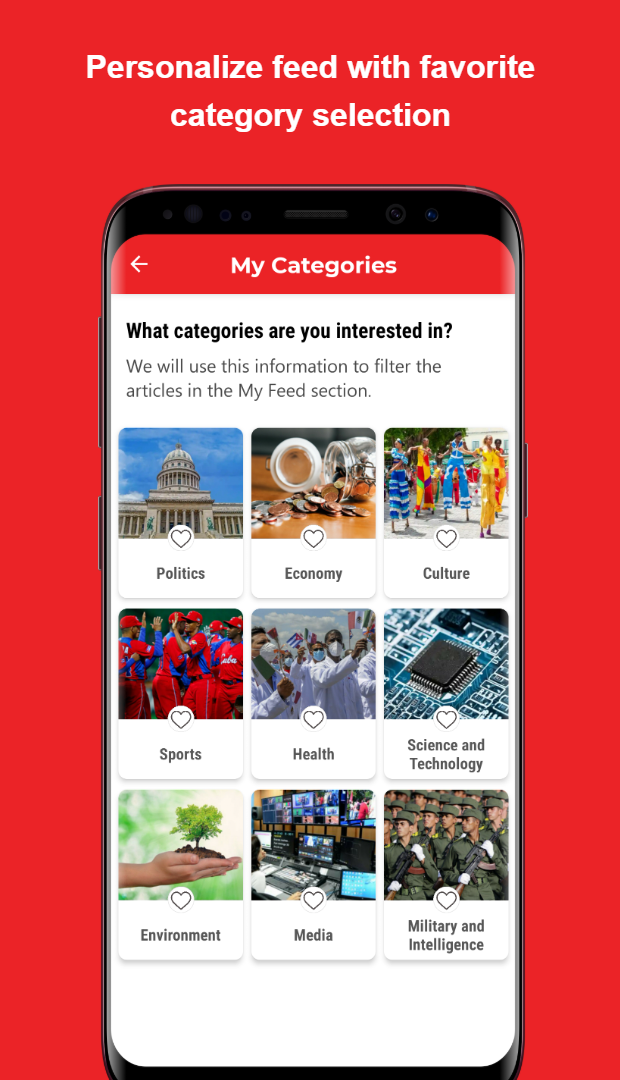 Personalize feed with favorite
category selection
My Categories
What categories are you interested in?
We will use this information to filter the
articles in the My Feed section.
Politics
Economy
Culture
Sports
Health
Science and
Technology
Environment
Media
Military and
Intelligence